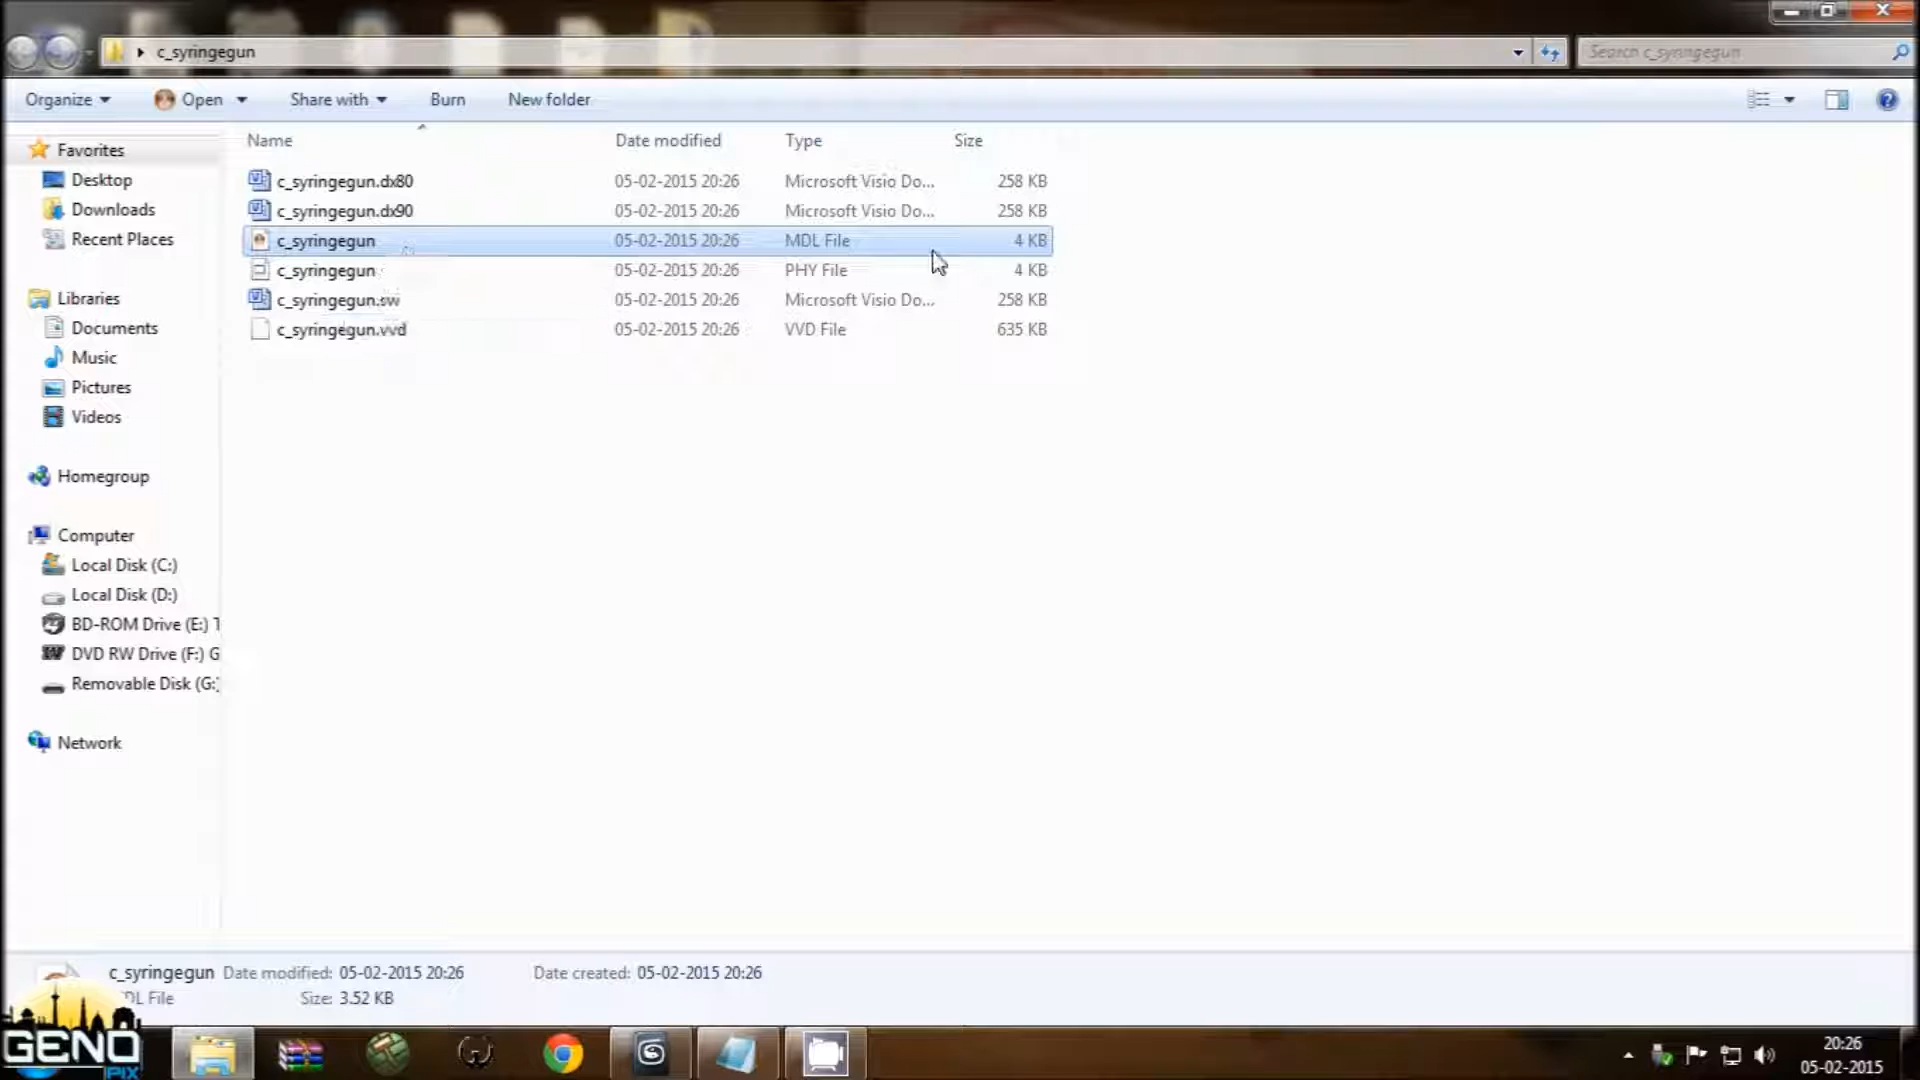 c_syringegun
Search c_syringegun
Organize Open Share with Burn New folder
Name Date modified Type Size
c_syringegun.dx80 05-02-2015 20:26 Microsoft Visio Do... 258 KB
c_syringegun.dx90 05-02-2015 20:26 Microsoft Visio Do... 258 KB
c_syringegun 05-02-2015 20:26 MDL File 4 KB
c_syringegun 05-02-2015 20:26 PHY File 4 KB
c_syringegun.sw 05-02-2015 20:26 Microsoft Visio Do... 258 KB
c_syringegun.vvd 05-02-2015 20:26 VVD File 635 KB
Favorites
Desktop
Downloads
Recent Places
Libraries
Documents
Music
Pictures
Videos
Homegroup
Computer
Local Disk (C:)
Local Disk (D:)
BD-ROM Drive (E:) T
DVD RW Drive (F:) G
Removable Disk (G:)
Network
c_syringegun Date modified: 05-02-2015 20:26 Date created: 05-02-2015 20:26
DL File Size: 3.52 KB
GENO
PIX
20:26
05-02-2015